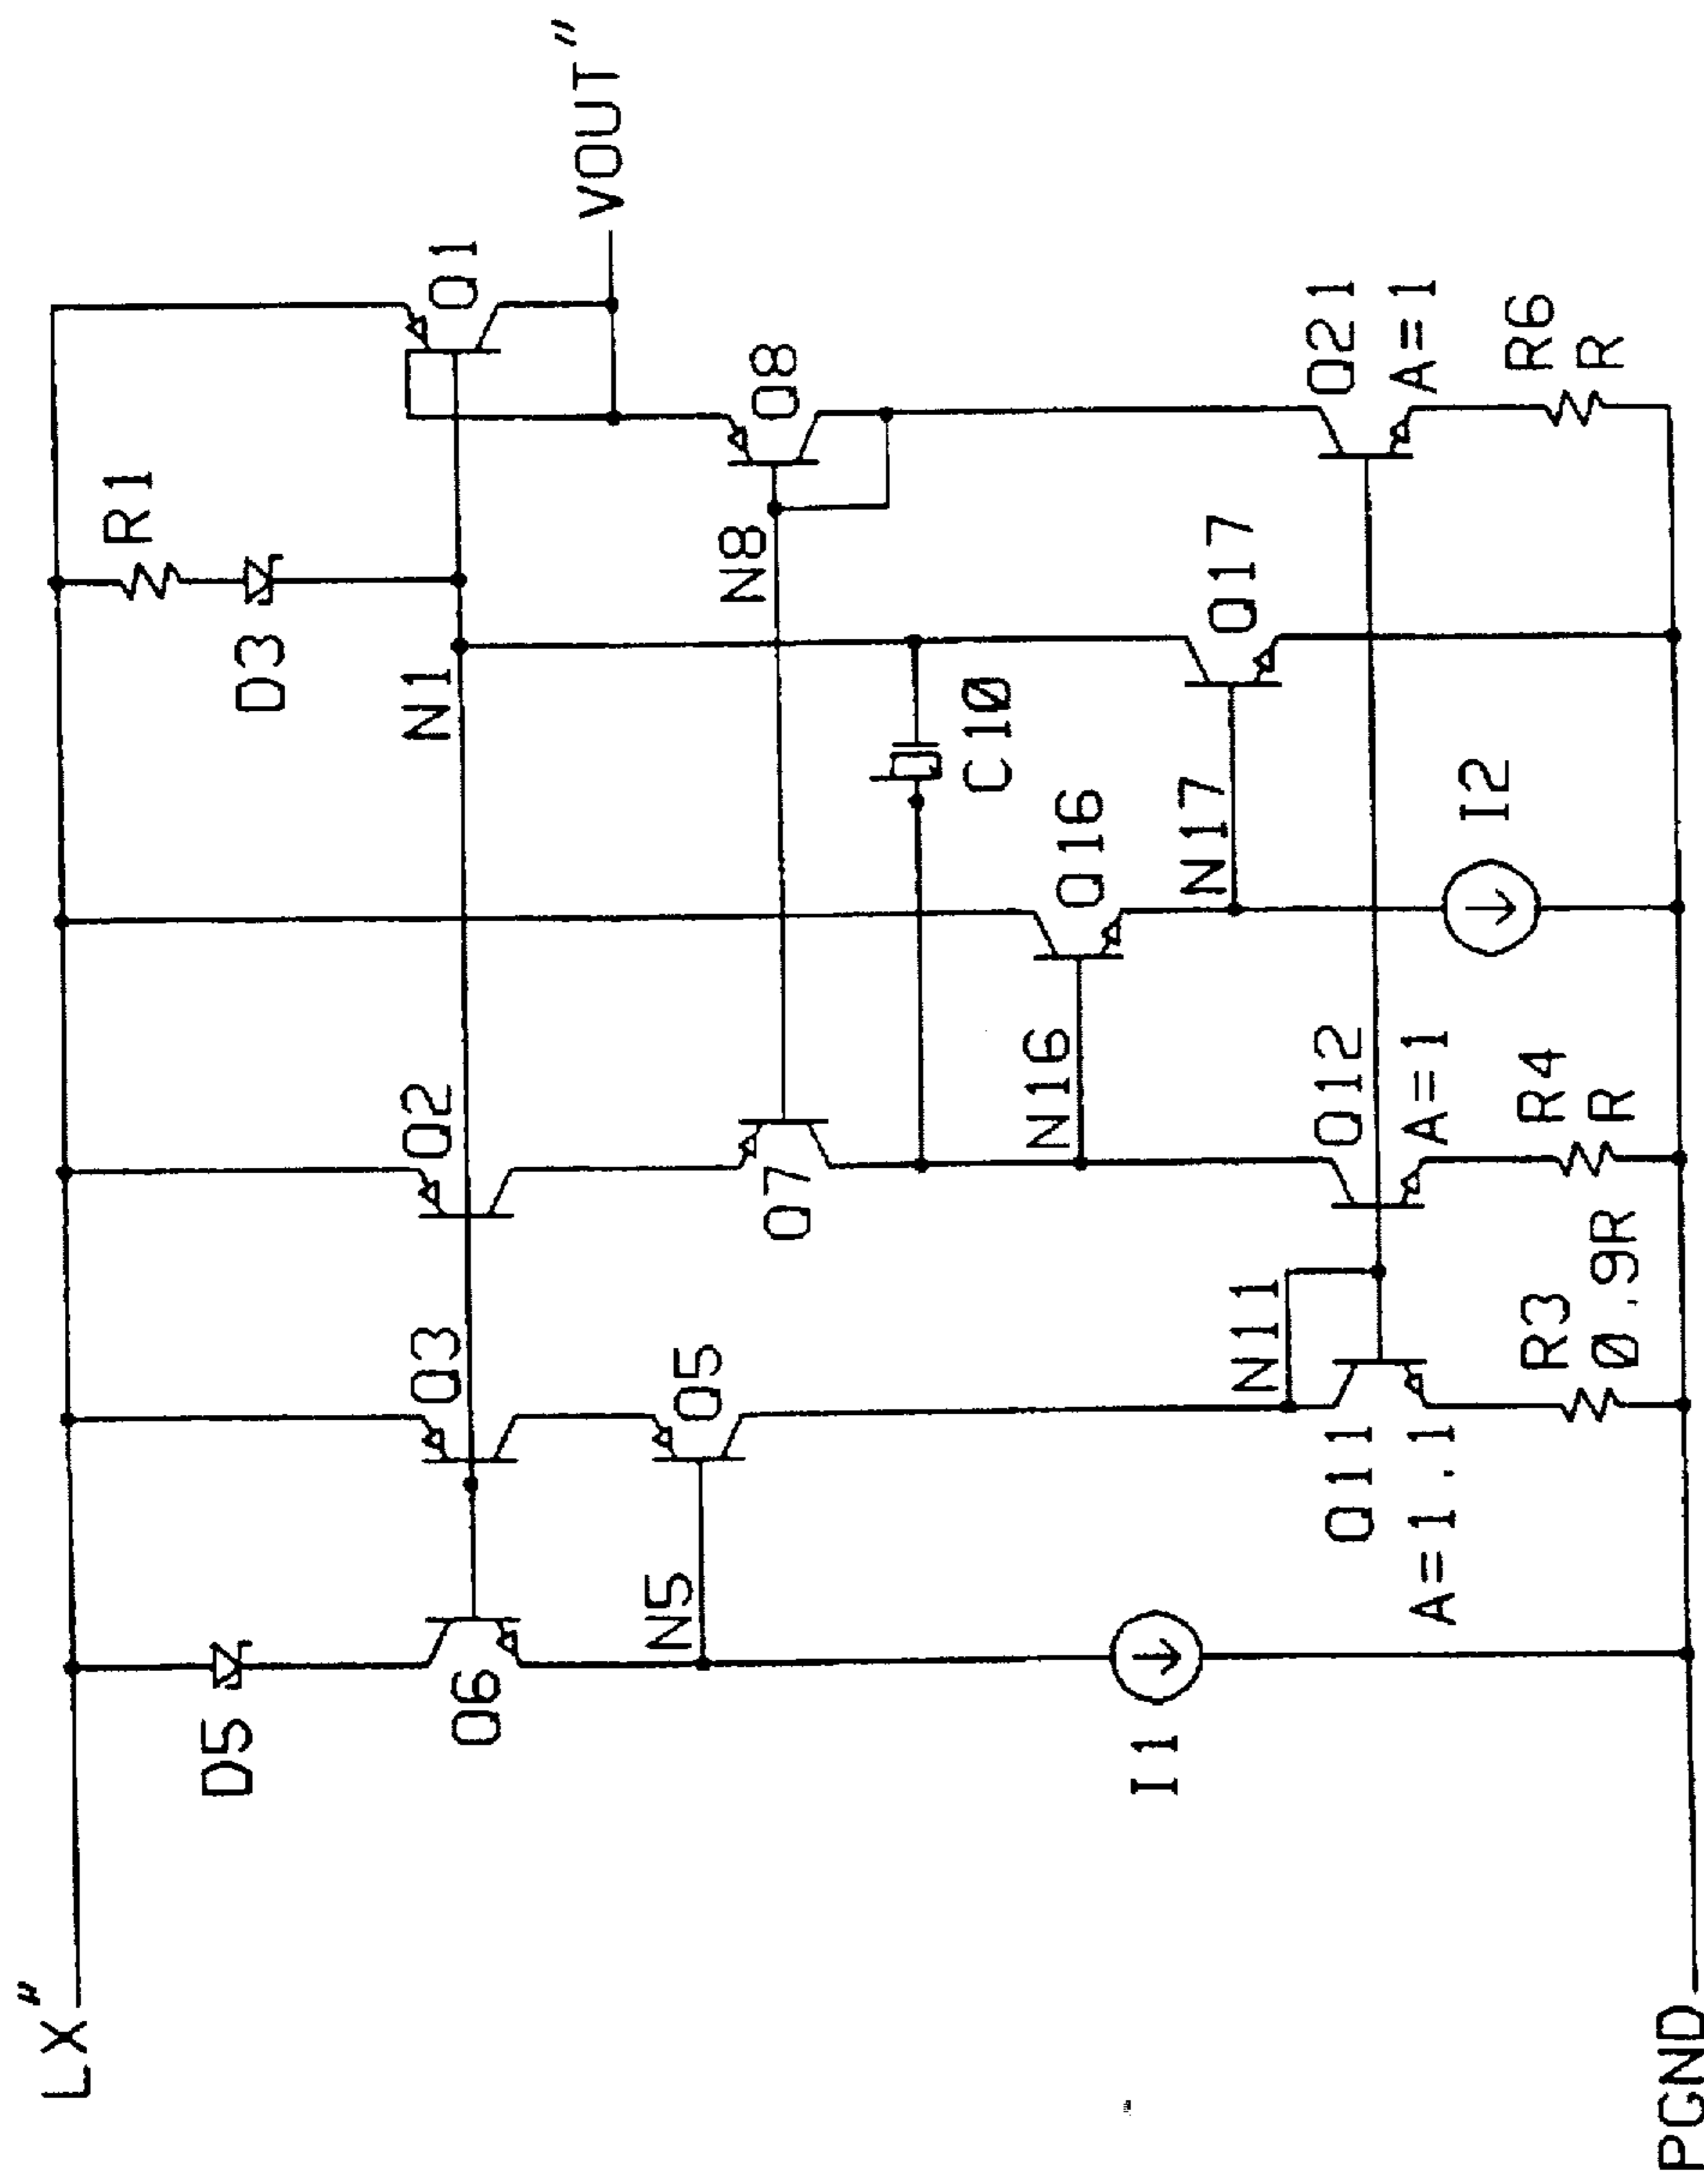 LX"
R1
D3
D5
Q1
VOUT"
N1
Q2
Q3
Q6
Q8
N8
Q7
Q5
N5
C10
Q16
N16
Q17
N17
Q21
A=1
Q12
A=1
N11
Q11
A=1.1
I1
I2
R6
R
R4
R
R3
0.9R
PGND